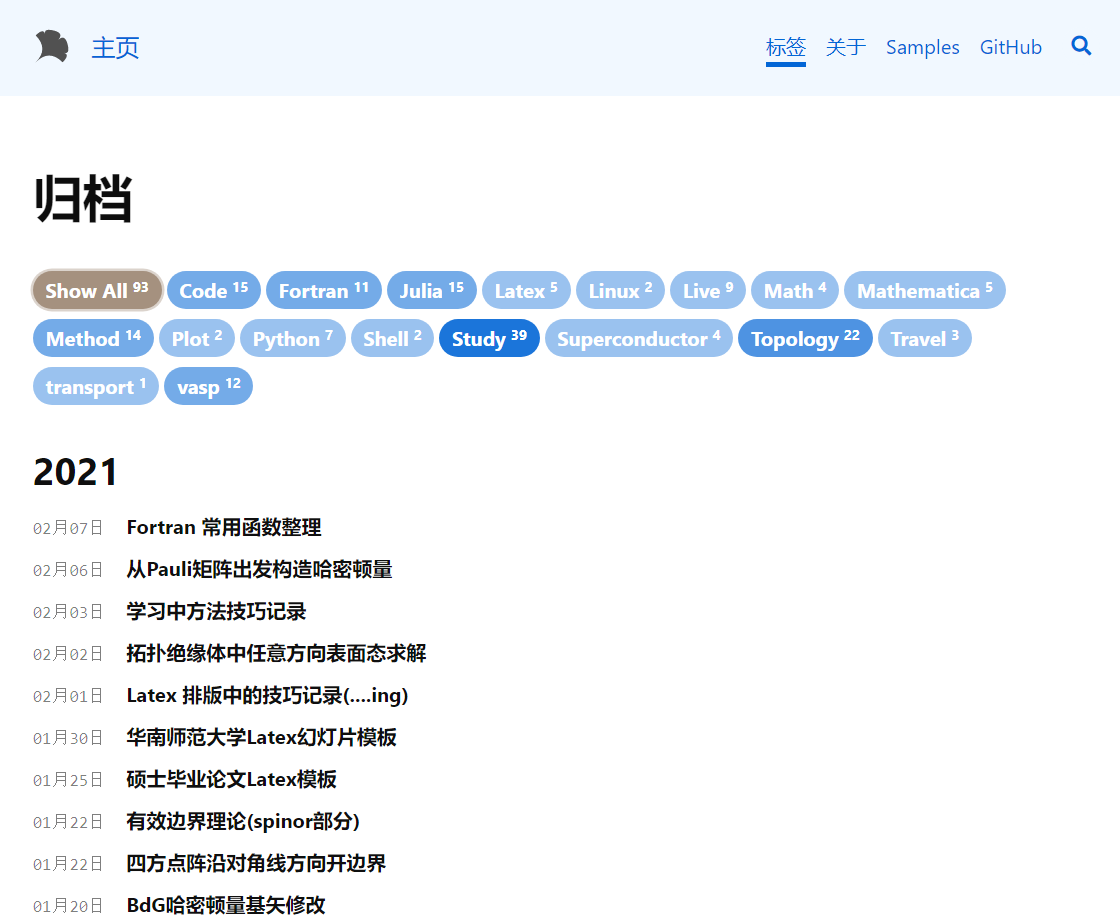 主页 标签 关于 Samples GitHub
归档
Show All 93 Code 15 Fortran 11 Julia 15 Latex 5 Linux 2 Live 9 Math 4 Mathematica 5
Method 14 Plot 2 Python 7 Shell 2 Study 39 Superconductor 4 Topology 22 Travel 3
transport 1 vasp 12
2021
02月07日 Fortran 常用函数整理
02月06日 从Pauli矩阵出发构造哈密顿量
02月03日 学习中方法技巧记录
02月02日 拓扑绝缘体中任意方向表面态求解
02月01日 Latex 排版中的技巧记录(....ing)
01月30日 华南师范大学Latex幻灯片模板
01月25日 硕士毕业论文Latex模板
01月22日 有效边界理论(spinor部分)
01月22日 四方点阵沿对角线方向开边界
01月20日 BdG哈密顿量基矢修改